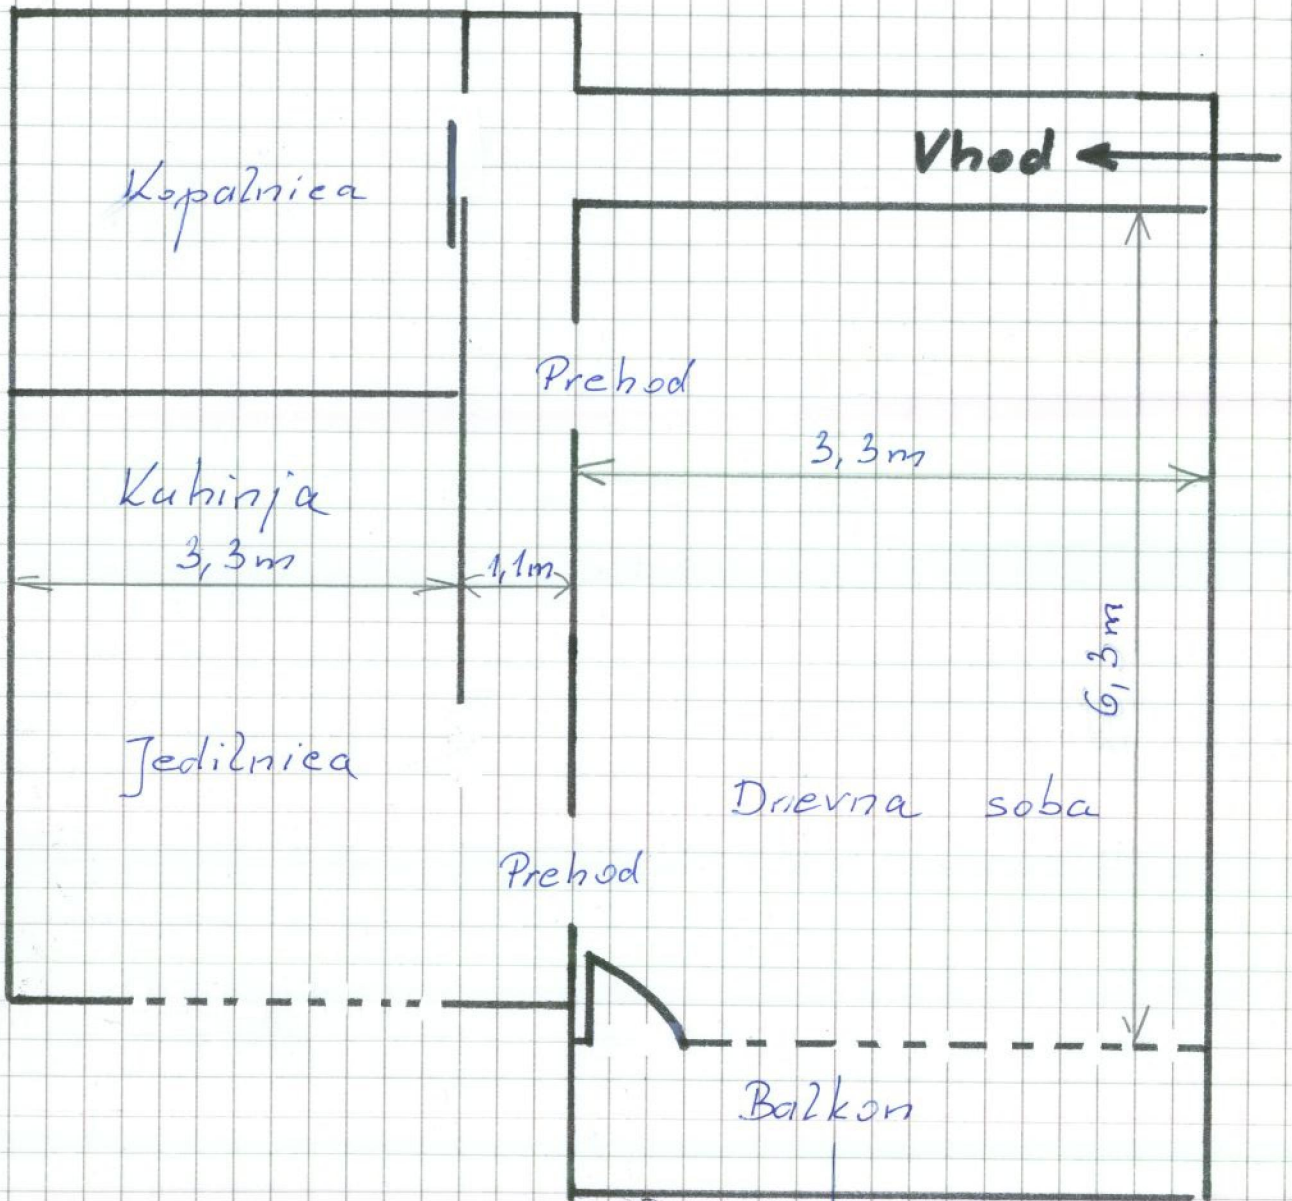 Vhod
Kopalnica
Prehod
3,3m
Kuhinja
3,3m
1,1m
6,3m
Jedilnica
Dnevna soba
Prehod
Balkon